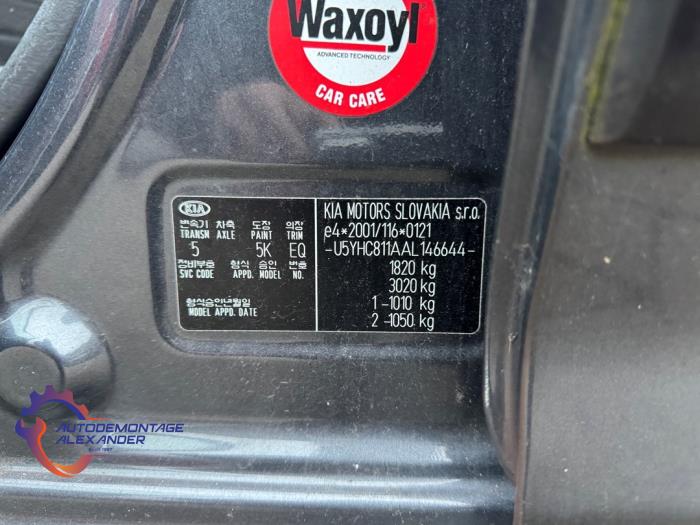 Waxoyl
ADVANCED TECHNOLOGY
CAR CARE
KIA
변속기 차축 도장 의장
TRANSM AXLE PAINT TRIM
5 5K EQ
정비부호 형식 승인 번호
SVC CODE APPD. MODEL NO.
형식승인년월일
MODEL APPD. DATE
KIA MOTORS SLOVAKIA s.r.o.
e4*2001/116*0121
-U5YHC811AAL146644-
1820 kg
3020 kg
1-1010 kg
2-1050 kg
AUTODEMONTAGE
ALEXANDER